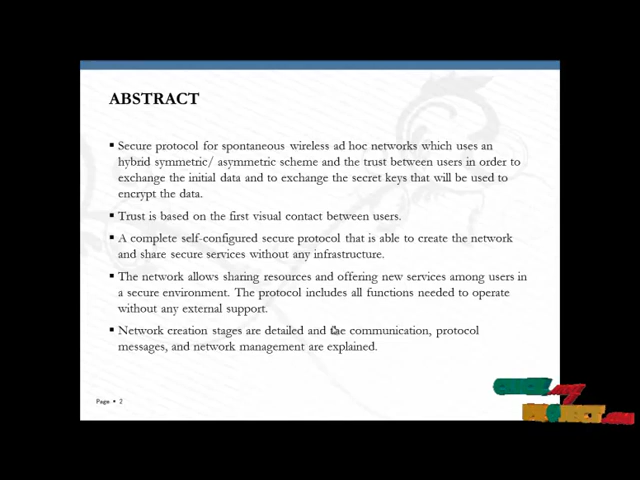 ABSTRACT
▪ Secure protocol for spontaneous wireless ad hoc networks which uses an
hybrid symmetric/ asymmetric scheme and the trust between users in order to
exchange the initial data and to exchange the secret keys that will be used to
encrypt the data.
▪ Trust is based on the first visual contact between users.
▪ A complete self-configured secure protocol that is able to create the network
and share secure services without any infrastructure.
▪ The network allows sharing resources and offering new services among users in
a secure environment. The protocol includes all functions needed to operate
without any external support.
▪ Network creation stages are detailed and the communication, protocol
messages, and network management are explained.
Page ▪ 2